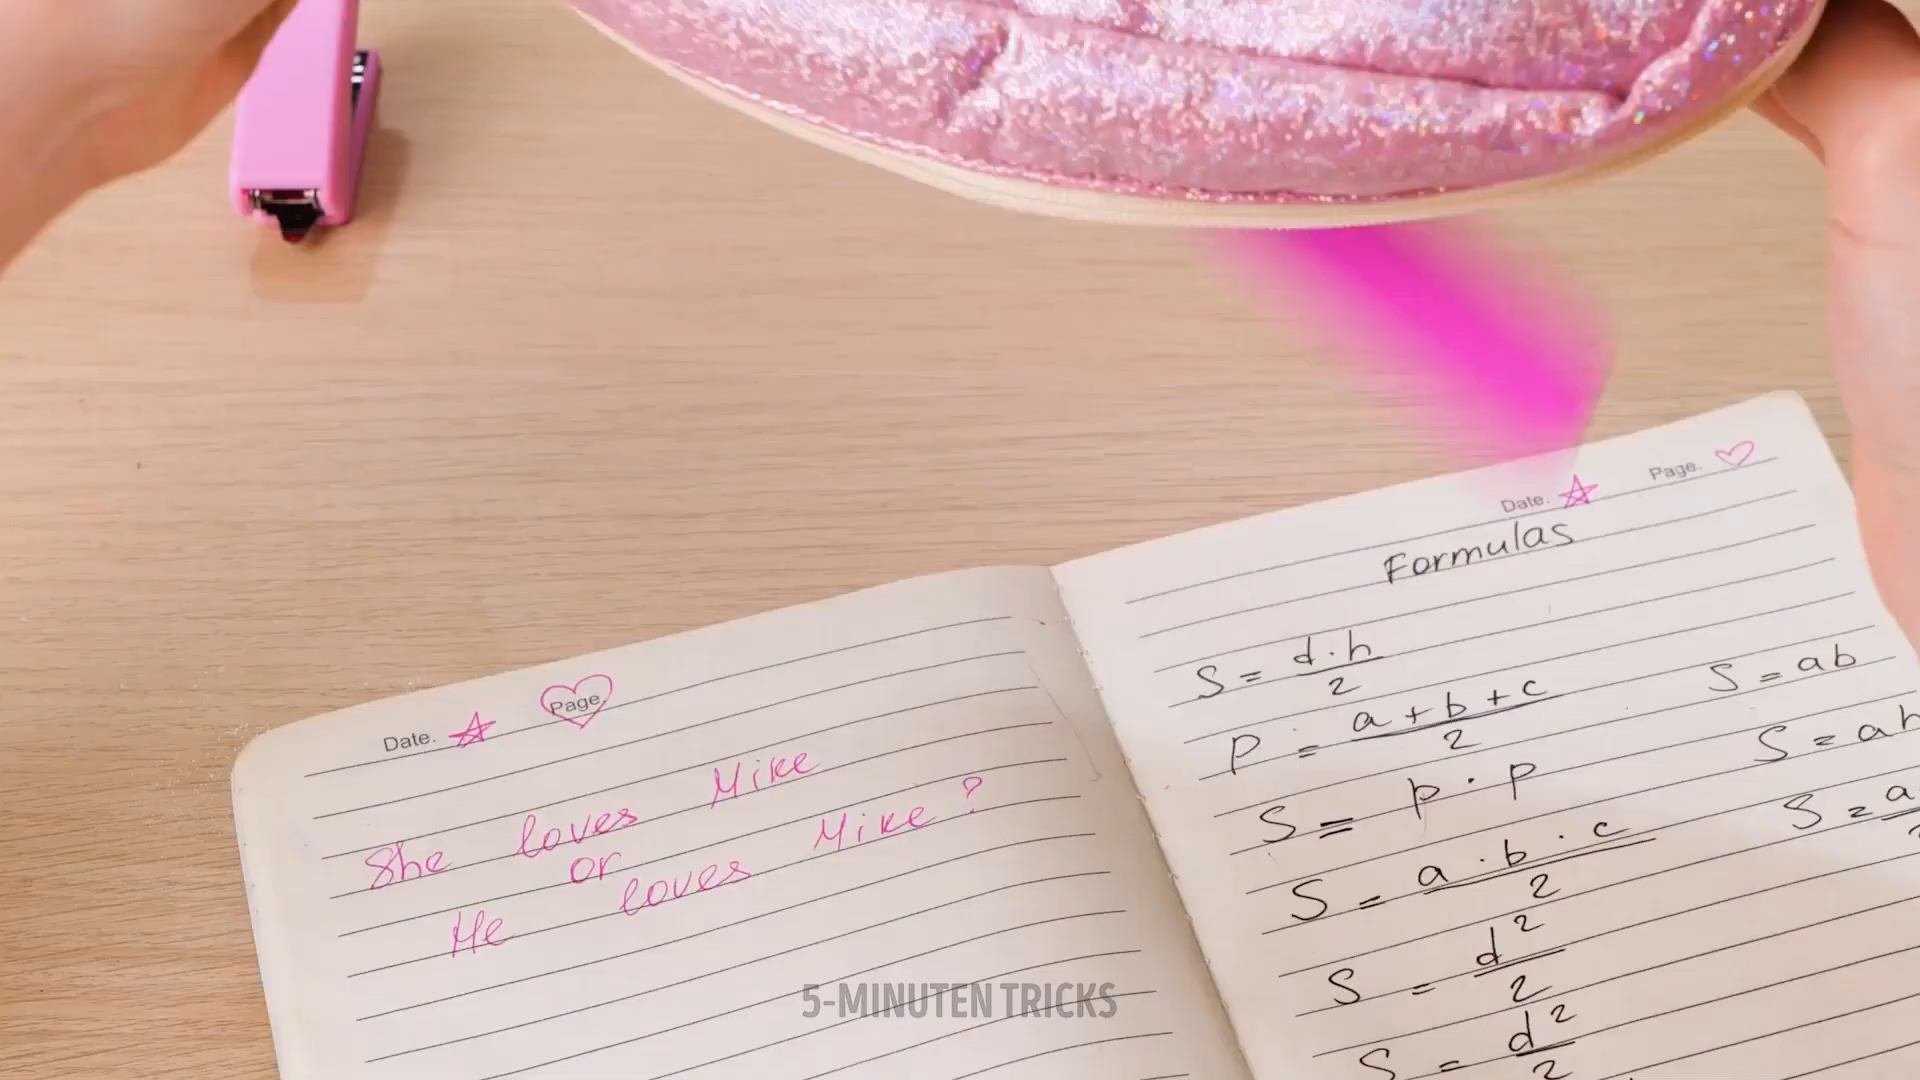 Date. Page.
She loves Mike
or
He loves Mike?
Date. Page.
Formulas
S = d·h/2
p = a+b+c/2
S = p·p
S = a·b·c/2
S = d²/2
S = d²/2
S = ab
S = ah
S = a
5-MINUTEN TRICKS